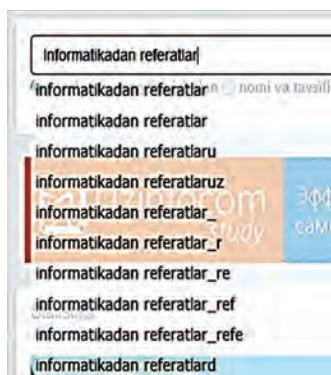 Informatikadan referatlar
informatikadan referatlar
nomi va tavsifi
informatikadan referatlar
informatikadan referatlaru
informatikadan referatlaruz
informatikadan referatlar_
study
informatikadan referatlar_r
informatikadan referatlar_re
informatikadan referatlar_ref
informatikadan referatlar_refe
informatikadan referatlard